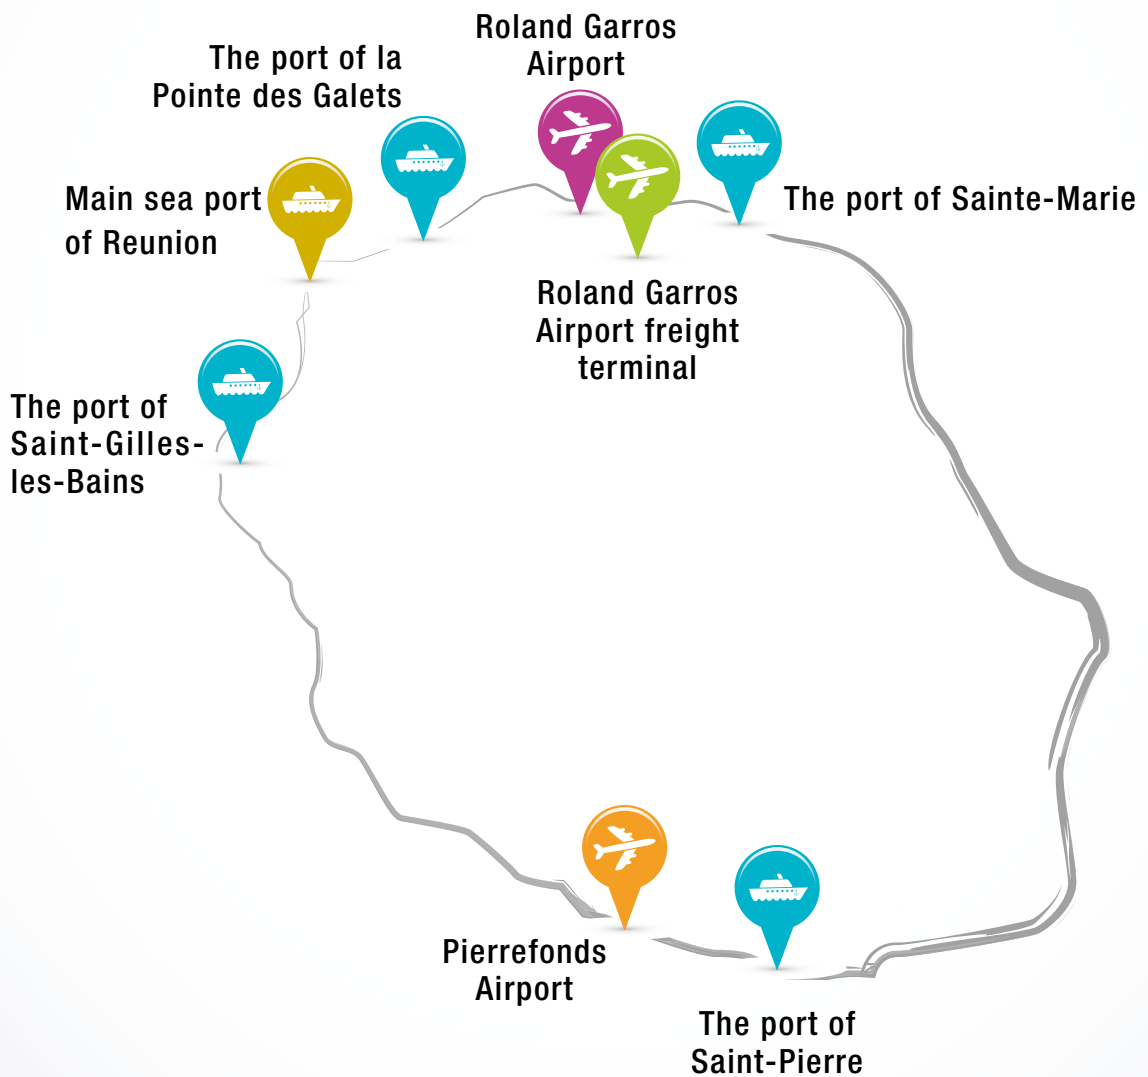 Roland Garros
Airport
The port of la
Pointe des Galets
Main sea port
of Reunion
The port of Sainte-Marie
Roland Garros
Airport freight
terminal
The port of
Saint-Gilles-
les-Bains
Pierrefonds
Airport
The port of
Saint-Pierre